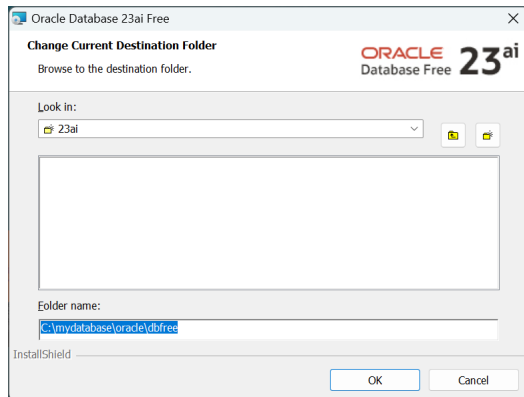 Oracle Database 23ai Free
Change Current Destination Folder
Browse to the destination folder.
ORACLE
Database Free 23ai
Look in:
23ai
Folder name:
C:\mydatabase\oracle\dbfree
InstallShield
OK Cancel